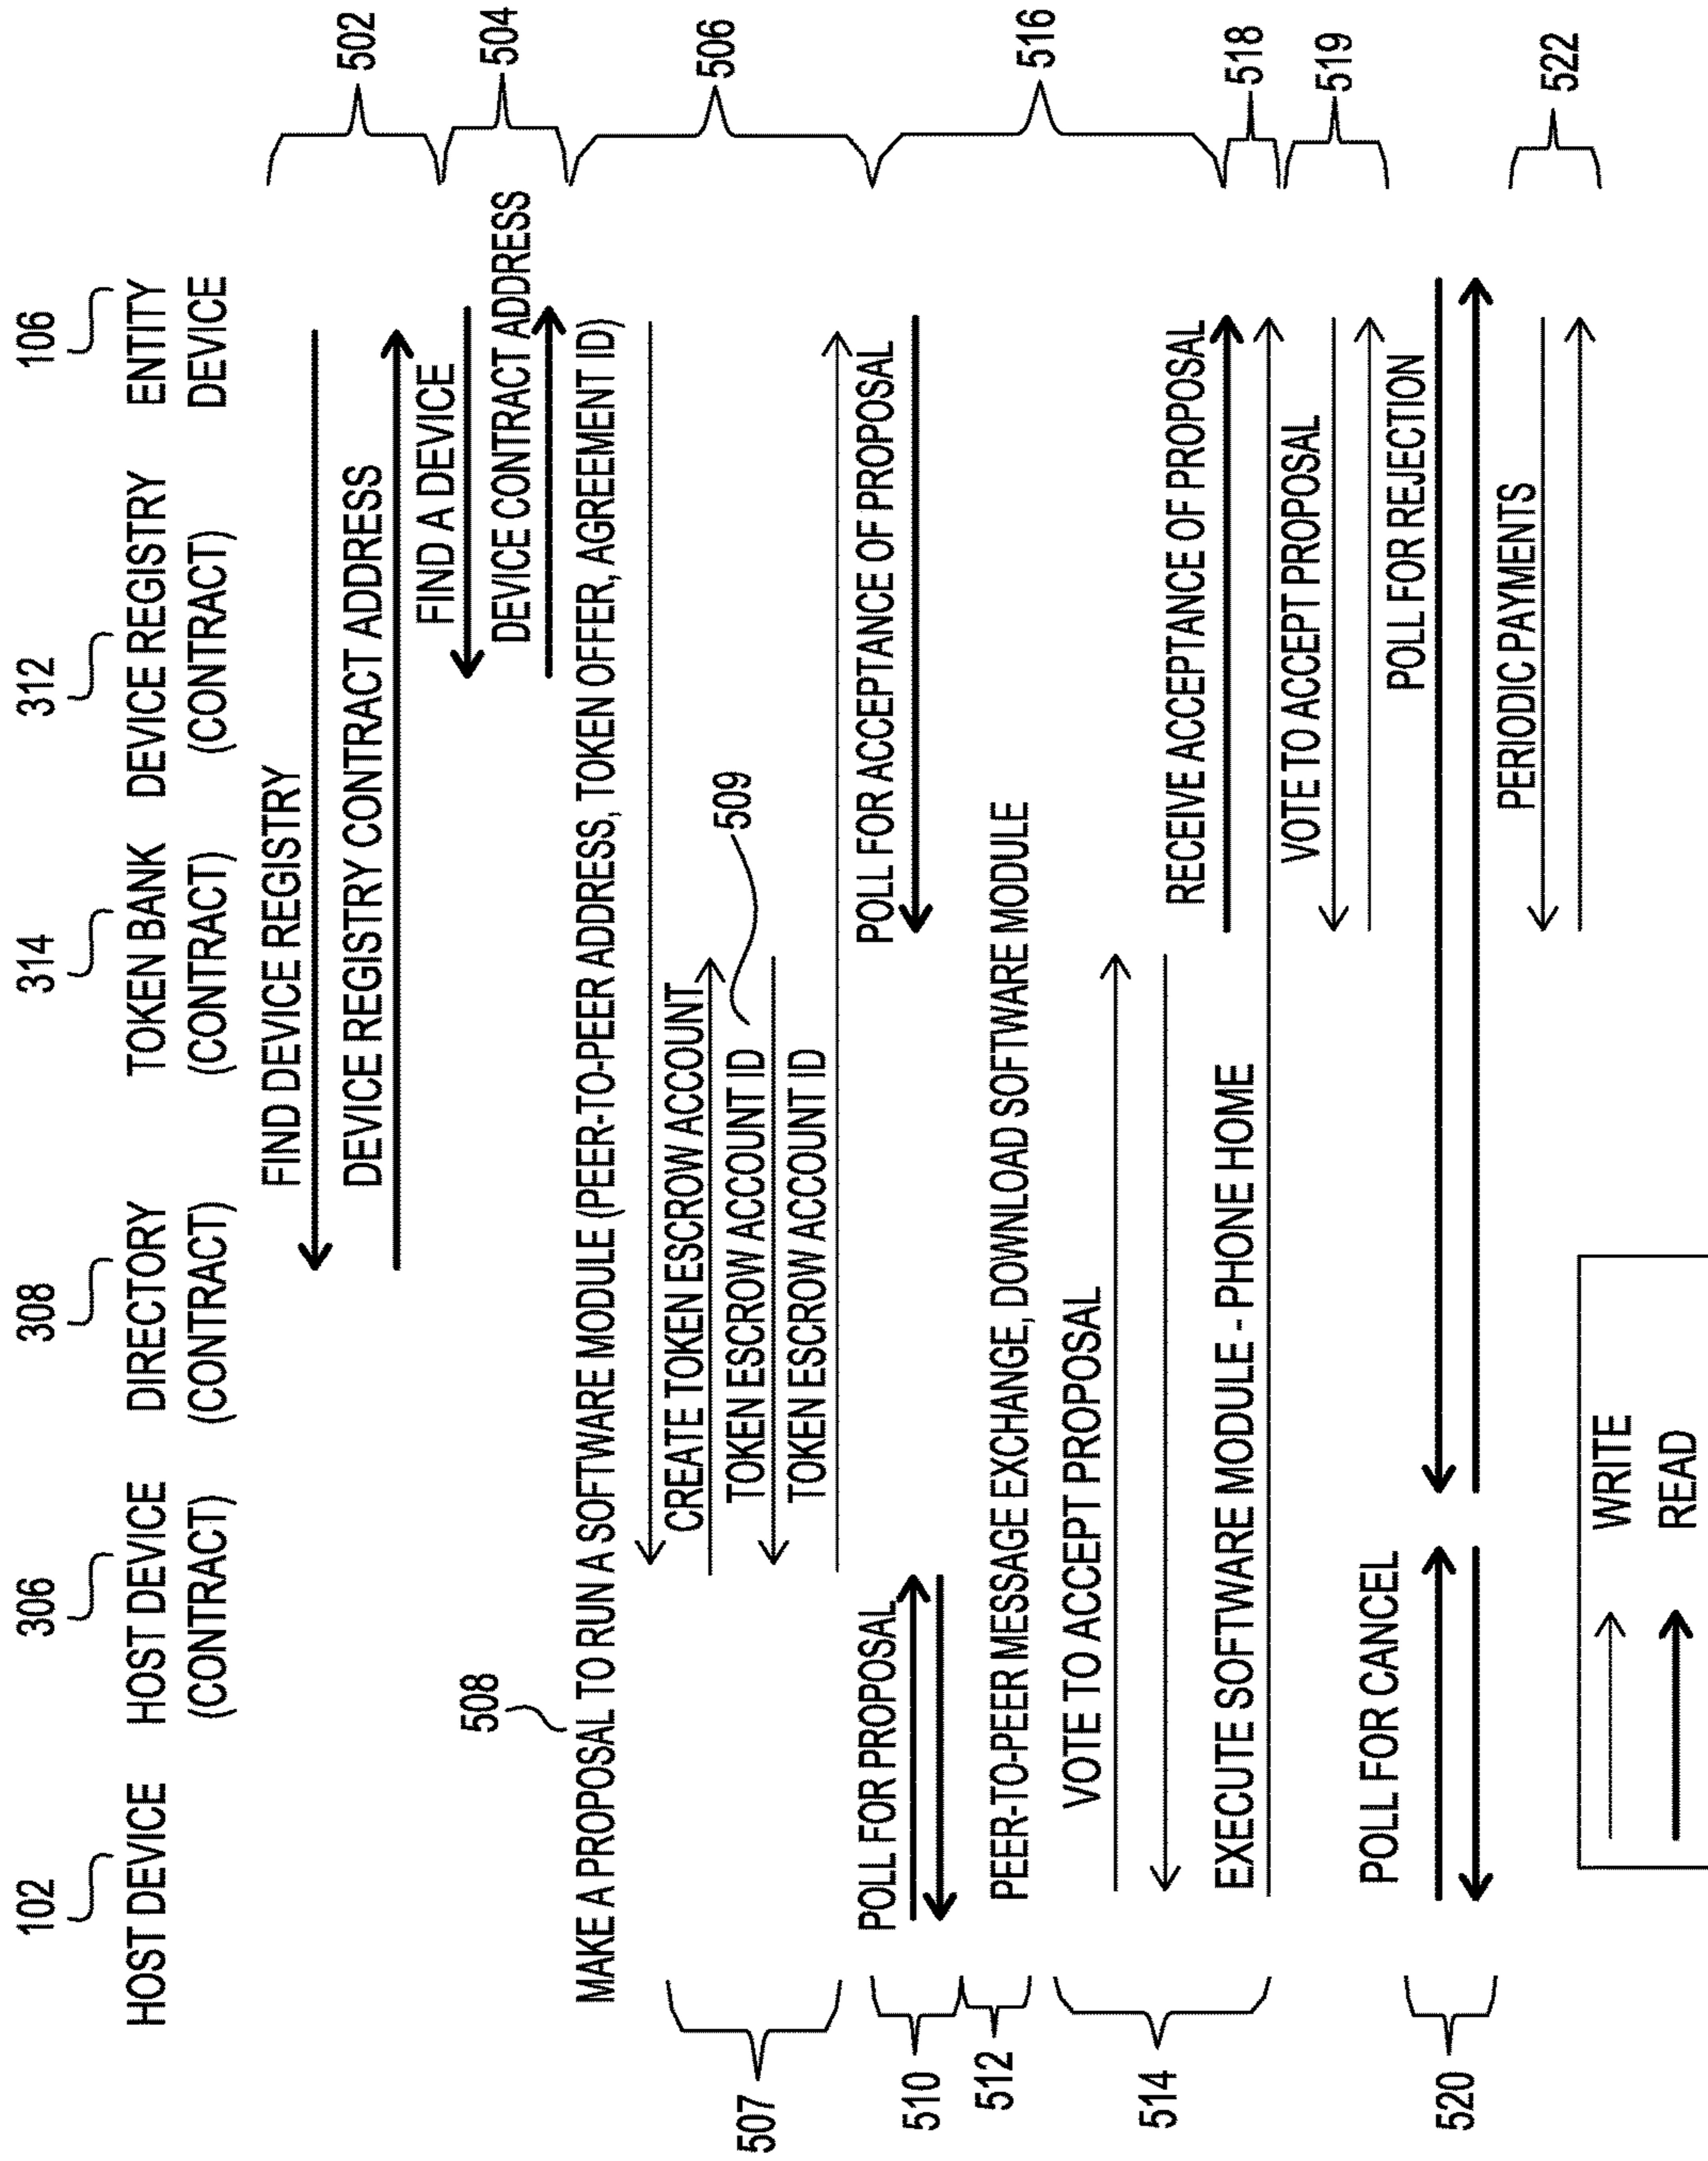 102
306
308
314
312
106
HOST DEVICE
HOST DEVICE
(CONTRACT)
DIRECTORY
(CONTRACT)
TOKEN BANK
(CONTRACT)
DEVICE REGISTRY
(CONTRACT)
ENTITY
DEVICE
FIND DEVICE REGISTRY
DEVICE REGISTRY CONTRACT ADDRESS
502
FIND A DEVICE
DEVICE CONTRACT ADDRESS
504
508
MAKE A PROPOSAL TO RUN A SOFTWARE MODULE (PEER-TO-PEER ADDRESS, TOKEN OFFER, AGREEMENT ID)
506
CREATE TOKEN ESCROW ACCOUNT
TOKEN ESCROW ACCOUNT ID
509
TOKEN ESCROW ACCOUNT ID
507
POLL FOR PROPOSAL
POLL FOR ACCEPTANCE OF PROPOSAL
510
PEER-TO-PEER MESSAGE EXCHANGE, DOWNLOAD SOFTWARE MODULE
512
516
VOTE TO ACCEPT PROPOSAL
514
RECEIVE ACCEPTANCE OF PROPOSAL
EXECUTE SOFTWARE MODULE - PHONE HOME
518
VOTE TO ACCEPT PROPOSAL
519
POLL FOR CANCEL
POLL FOR REJECTION
520
PERIODIC PAYMENTS
522
WRITE
READ